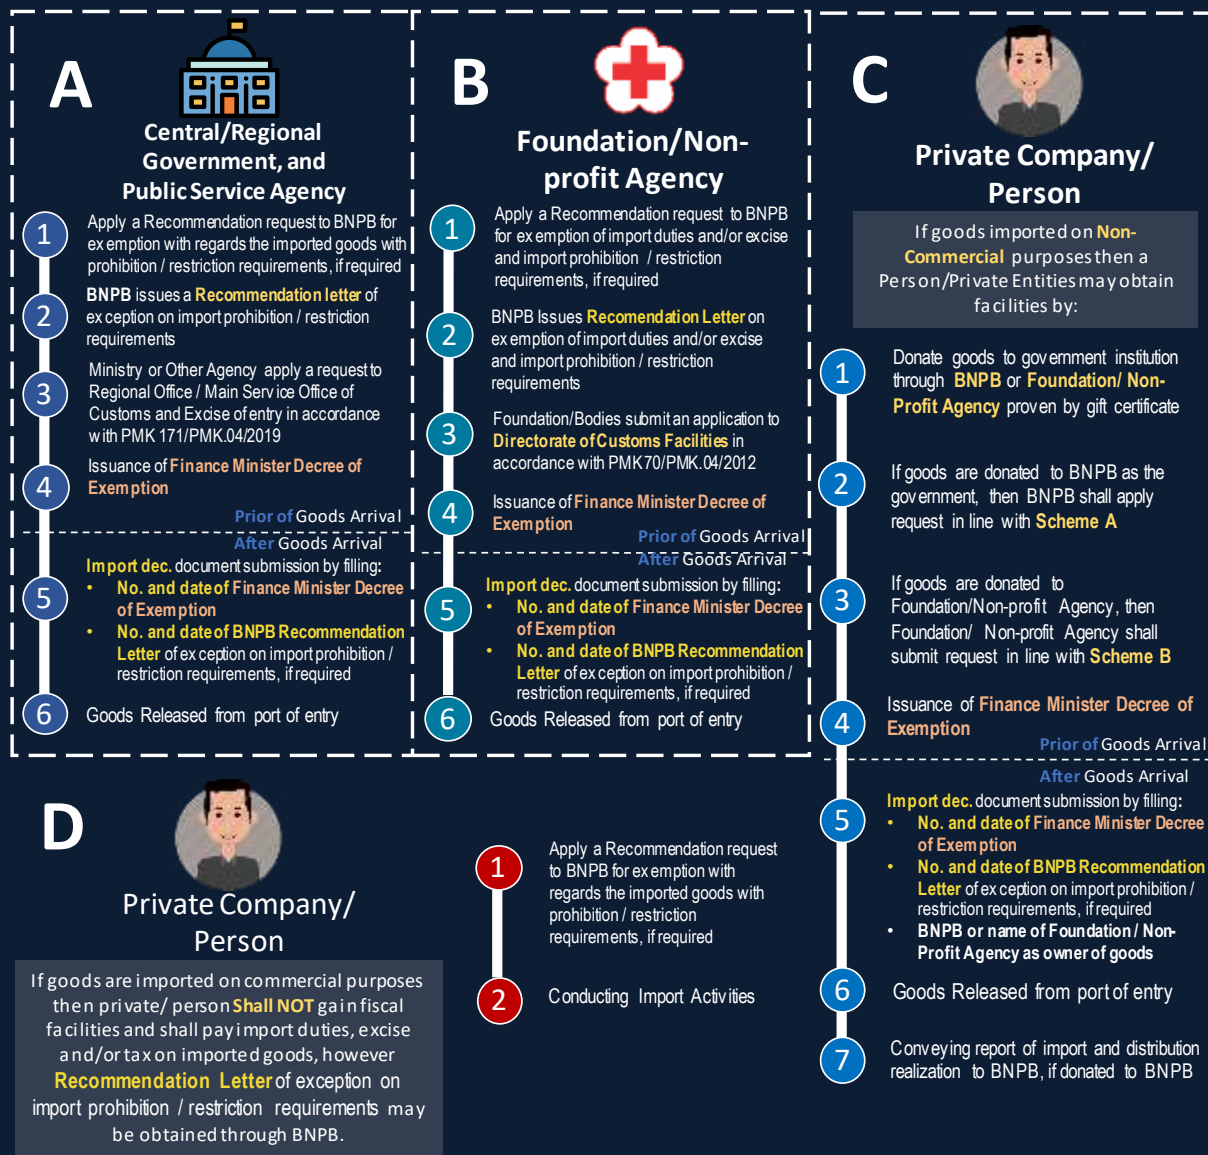 A
Central/Regional
Government, and
Public Service Agency
1
Apply a Recommendation request to BNPB for
exemption with regards the imported goods with
prohibition / restriction requirements, if required
2
BNPB issues a Recommendation letter of
exception on import prohibition / restriction
requirements
3
Ministry or Other Agency apply a request to
Regional Office / Main Service Office of
Customs and Excise of entry in accordance
with PMK 171/PMK.04/2019
4
Issuance of Finance Minister Decree of
Exemption
Prior of Goods Arrival
After Goods Arrival
5
Import dec. document submission by filling:
• No. and date of Finance Minister Decree
of Exemption
• No. and date of BNPB Recommendation
Letter of exception on import prohibition /
restriction requirements, if required
6
Goods Released from port of entry
B
Foundation/Non-
profit Agency
1
Apply a Recommendation request to BNPB
for exemption of import duties and/or excise
and import prohibition / restriction
requirements, if required
2
BNPB Issues Recomendation Letter on
exemption of import duties and/or excise
and import prohibition / restriction
requirements
3
Foundation/Bodies submit an application to
Directorate of Customs Facilities in
accordance with PMK 70/PMK.04/2012
4
Issuance of Finance Minister Decree of
Exemption
Prior of Goods Arrival
After Goods Arrival
5
Import dec. document submission by filling:
• No. and date of Finance Minister Decree
of Exemption
• No. and date of BNPB Recommendation
Letter of exception on import prohibition /
restriction requirements, if required
6
Goods Released from port of entry
C
Private Company/
Person
If goods imported on Non-
Commercial purposes then a
Person/Private Entities may obtain
facilities by:
1
Donate goods to government institution
through BNPB or Foundation/ Non-
Profit Agency proven by gift certificate
2
If goods are donated to BNPB as the
government, then BNPB shall apply
request in line with Scheme A
3
If goods are donated to
Foundation/Non-profit Agency, then
Foundation/ Non-profit Agency shall
submit request in line with Scheme B
4
Issuance of Finance Minister Decree of
Exemption
Prior of Goods Arrival
After Goods Arrival
5
Import dec. document submission by filling:
• No. and date of Finance Minister Decree
of Exemption
• No. and date of BNPB Recommendation
Letter of exception on import prohibition /
restriction requirements, if required
• BNPB or name of Foundation / Non-
Profit Agency as owner of goods
6
Goods Released from port of entry
7
Conveying report of import and distribution
realization to BNPB, if donated to BNPB
D
Private Company/
Person
If goods are imported on commercial purposes
then private/ person Shall NOT gain fiscal
facilities and shall pay import duties, excise
and/or tax on imported goods, however
Recommendation Letter of exception on
import prohibition / restriction requirements may
be obtained through BNPB.
1
Apply a Recommendation request
to BNPB for exemption with
regards the imported goods with
prohibition / restriction
requirements, if required
2
Conducting Import Activities